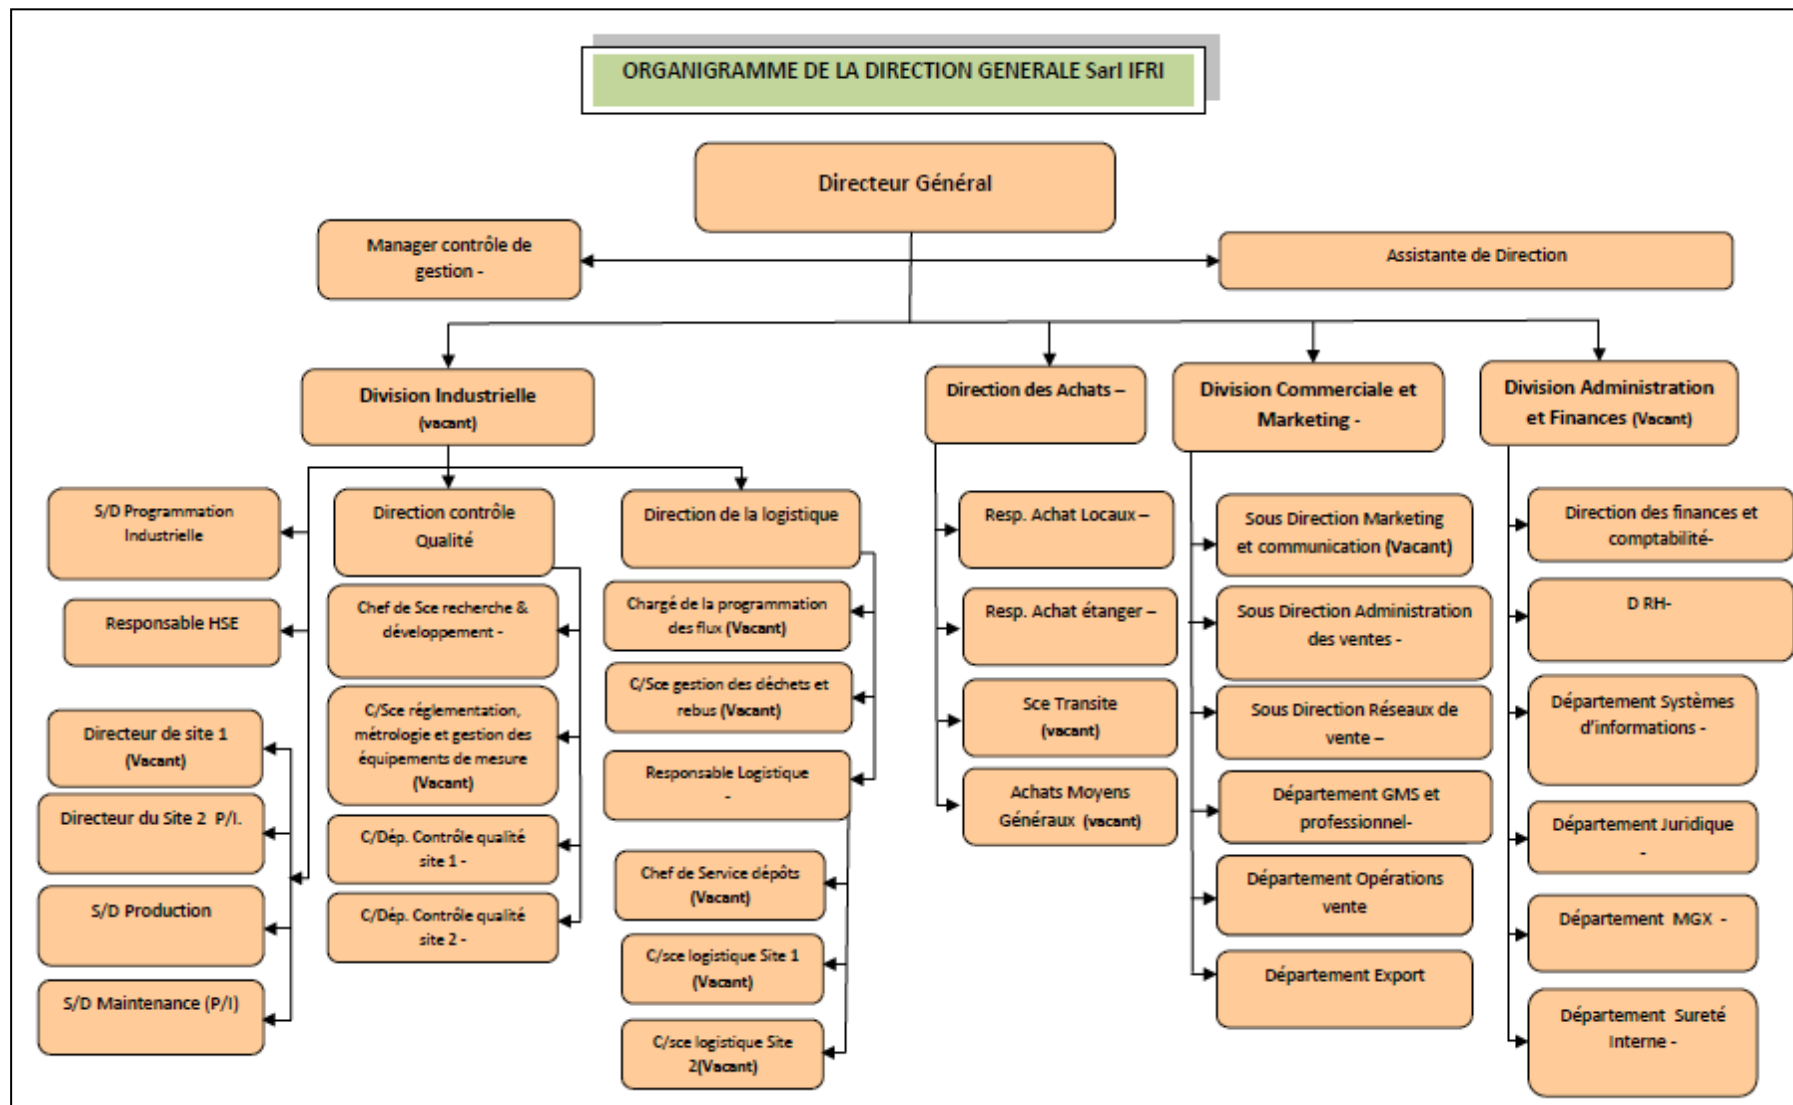 ORGANIGRAMME DE LA DIRECTION GENERALE Sarl IFRI
Directeur Général
Manager contrôle de
gestion -
Assistante de Direction
Division Industrielle
(vacant)
Direction des Achats –
Division Commerciale et
Marketing -
Division Administration
et Finances (Vacant)
S/D Programmation
Industrielle
Responsable HSE
Directeur de site 1
(Vacant)
Directeur du Site 2 P/I.
S/D Production
S/D Maintenance (P/I)
Direction contrôle
Qualité
Chef de Sce recherche &
développement -
C/Sce réglementation,
métrologie et gestion des
équipements de mesure
(Vacant)
C/Dép. Contrôle qualité
site 1 -
C/Dép. Contrôle qualité
site 2 -
Direction de la logistique
Chargé de la programmation
des flux (Vacant)
C/Sce gestion des déchets et
rebus (Vacant)
Responsable Logistique
-
Chef de Service dépôts
(Vacant)
C/sce logistique Site 1
(Vacant)
C/sce logistique Site
2(Vacant)
Resp. Achat Locaux –
Resp. Achat étanger –
Sce Transite
(vacant)
Achats Moyens
Généraux (vacant)
Sous Direction Marketing
et communication (Vacant)
Sous Direction Administration
des ventes -
Sous Direction Réseaux de
vente –
Département GMS et
professionnel-
Département Opérations
vente
Département Export
Direction des finances et
comptabilité-
D RH-
Département Systèmes
d'informations -
Département Juridique
-
Département MGX -
Département Sureté
Interne -